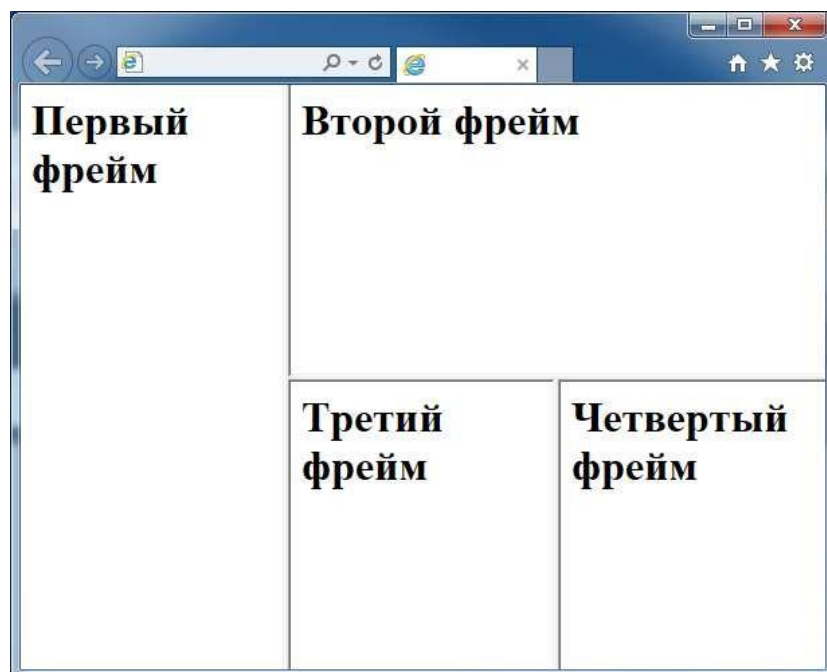 Первый
фрейм
Второй фрейм
Третий
фрейм
Четвертый
фрейм